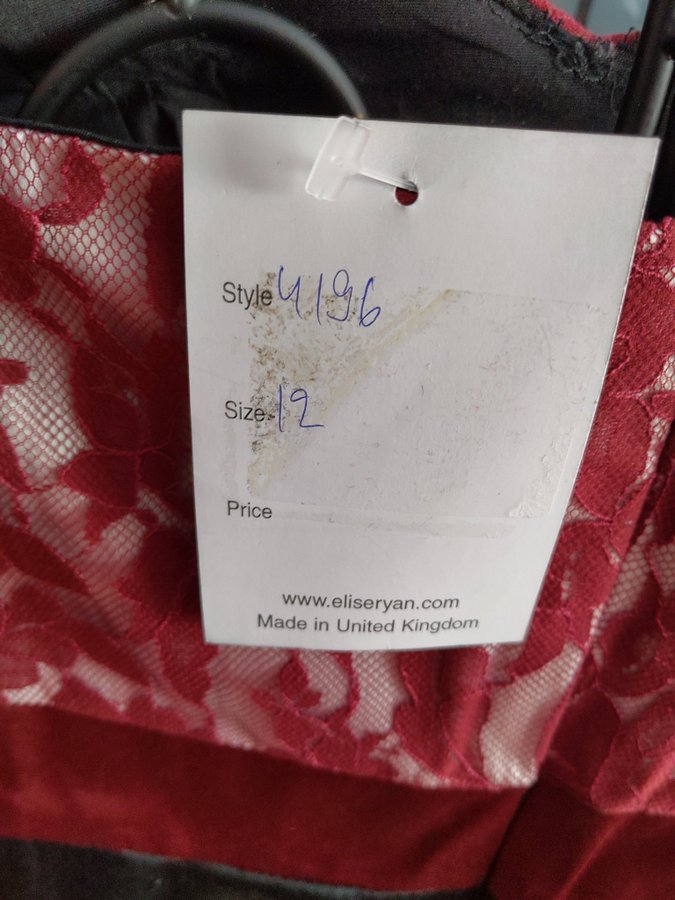 Style 4196
Size 12
Price
www.eliseryan.com
Made in United Kingdom